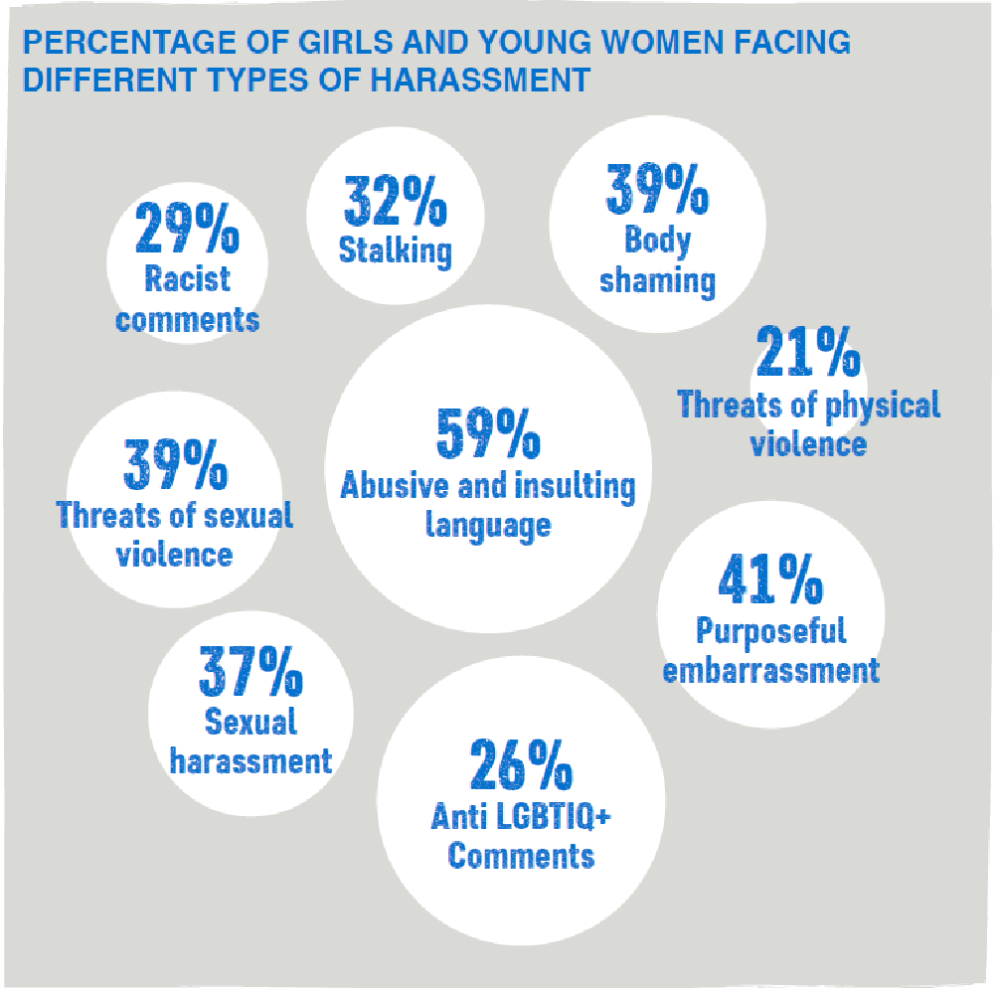 PERCENTAGE OF GIRLS AND YOUNG WOMEN FACING
DIFFERENT TYPES OF HARASSMENT
29%
Racist
comments
32%
Stalking
39%
Body
shaming
21%
Threats of physical
violence
39%
Threats of sexual
violence
59%
Abusive and insulting
language
41%
Purposeful
embarrassment
37%
Sexual
harassment
26%
Anti LGBTIQ+
Comments